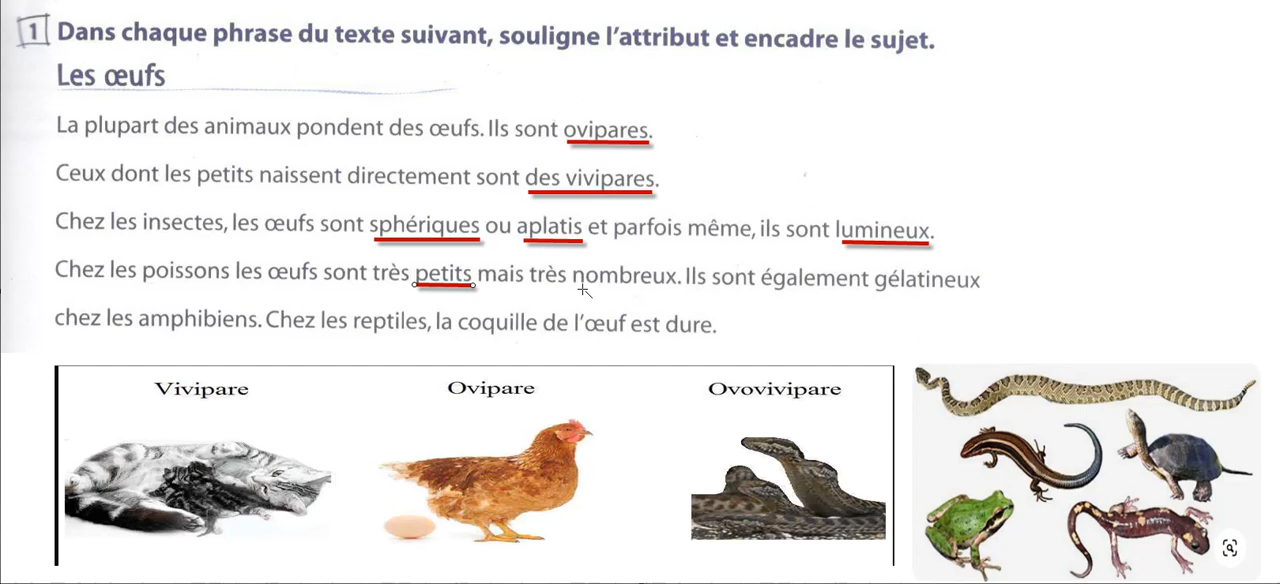 1 Dans chaque phrase du texte suivant, souligne l'attribut et encadre le sujet.
Les œufs
La plupart des animaux pondent des œufs. Ils sont ovipares.
Ceux dont les petits naissent directement sont des vivipares.
Chez les insectes, les œufs sont sphériques ou aplatis et parfois même, ils sont lumineux.
Chez les poissons les œufs sont très petits mais très nombreux. Ils sont également gélatineux
chez les amphibiens. Chez les reptiles, la coquille de l'œuf est dure.
Vivipare Ovipare Ovovivipare